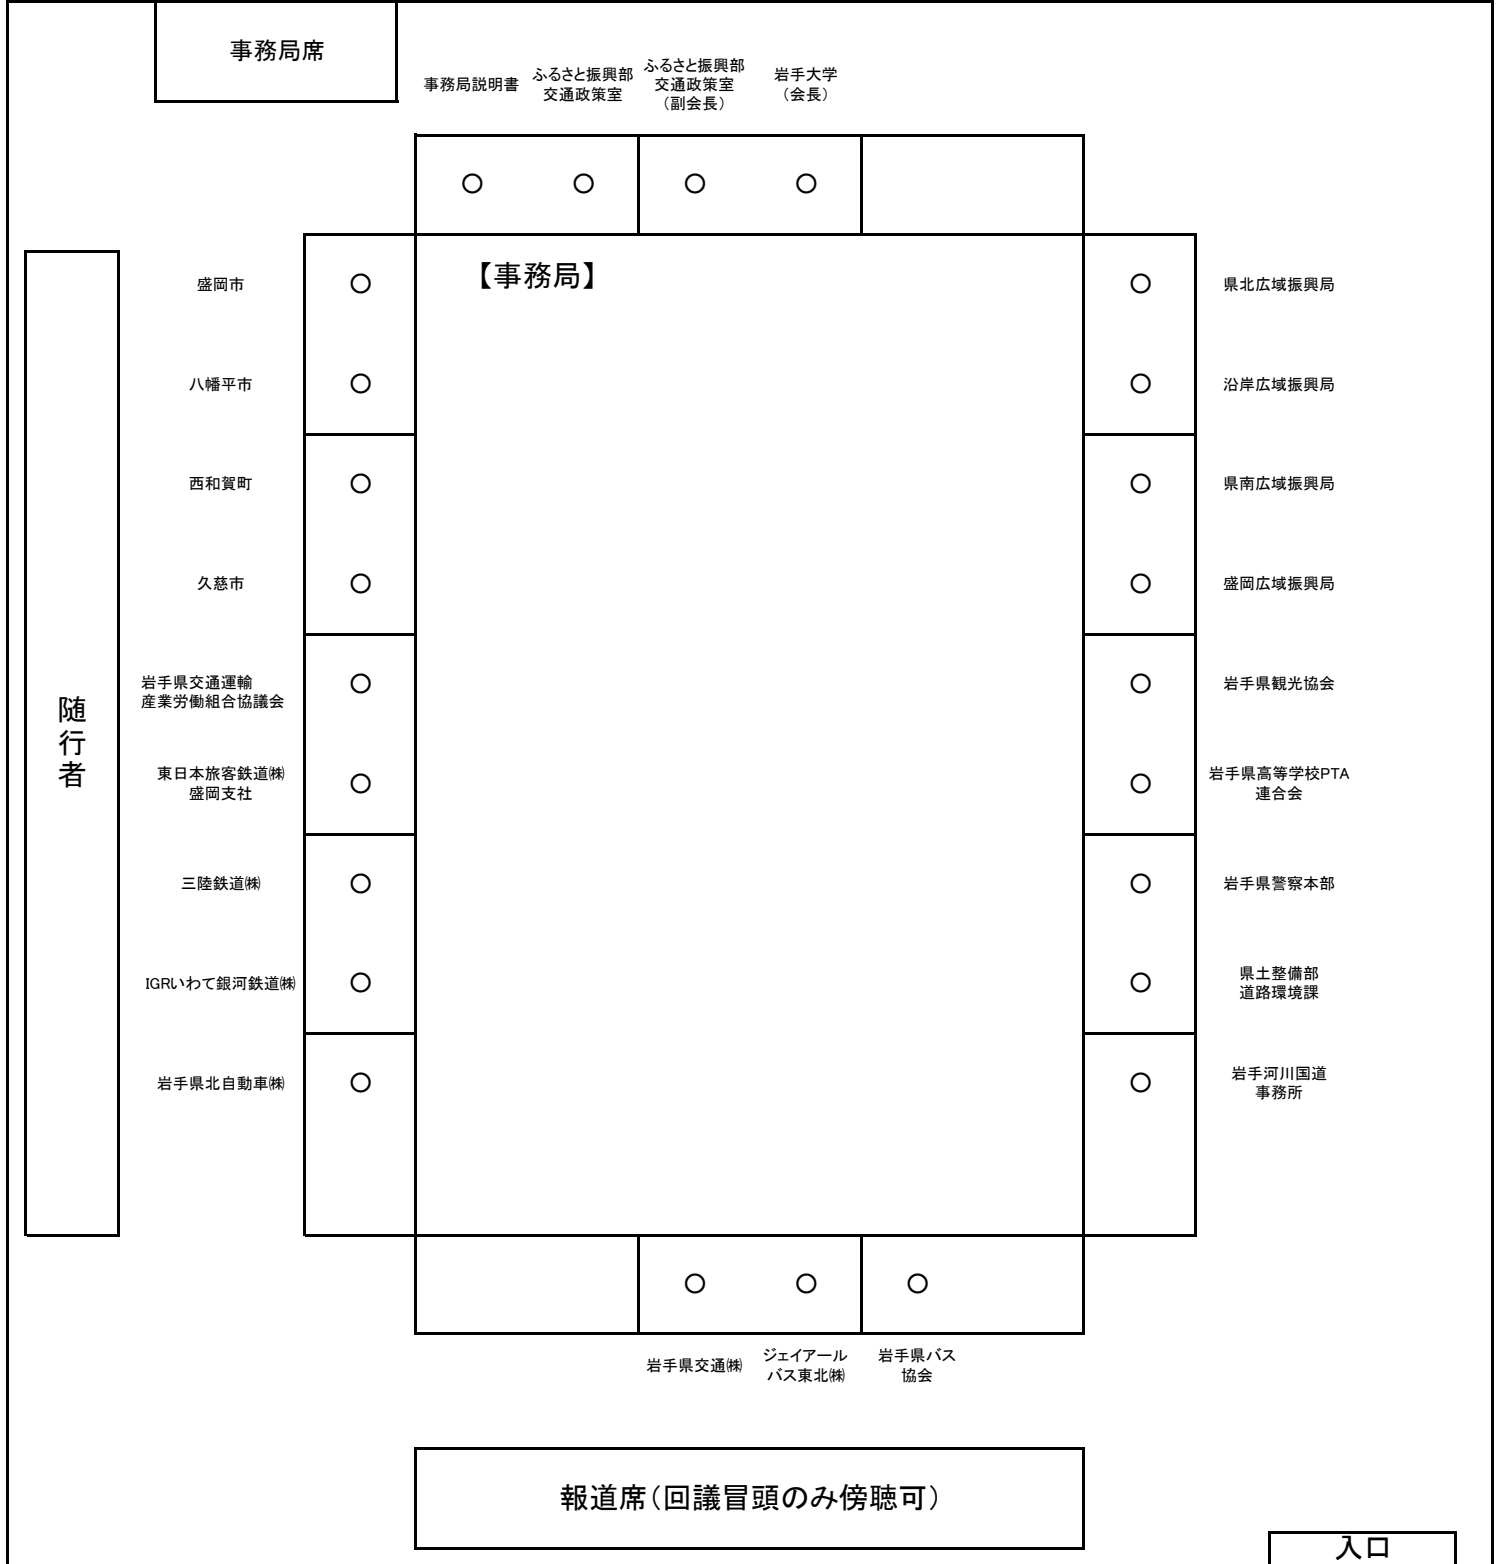 事務局席
事務局説明書
ふるさと振興部
交通政策室
ふるさと振興部
交通政策室
（副会長）
岩手大学
（会長）
○
○
○
○
【事務局】
盛岡市
○
○
県北広域振興局
八幡平市
○
○
沿岸広域振興局
西和賀町
○
○
県南広域振興局
久慈市
○
○
盛岡広域振興局
随行者
岩手県交通運輸
産業労働組合協議会
○
○
岩手県観光協会
東日本旅客鉄道㈱
盛岡支社
○
○
岩手県高等学校PTA
連合会
三陸鉄道㈱
○
○
岩手県警察本部
IGRいわて銀河鉄道㈱
○
○
県土整備部
道路環境課
岩手県北自動車㈱
○
○
岩手河川国道
事務所
○
○
○
岩手県交通㈱
ジェイアール
バス東北㈱
岩手県バス
協会
報道席（回議冒頭のみ傍聴可）
入口